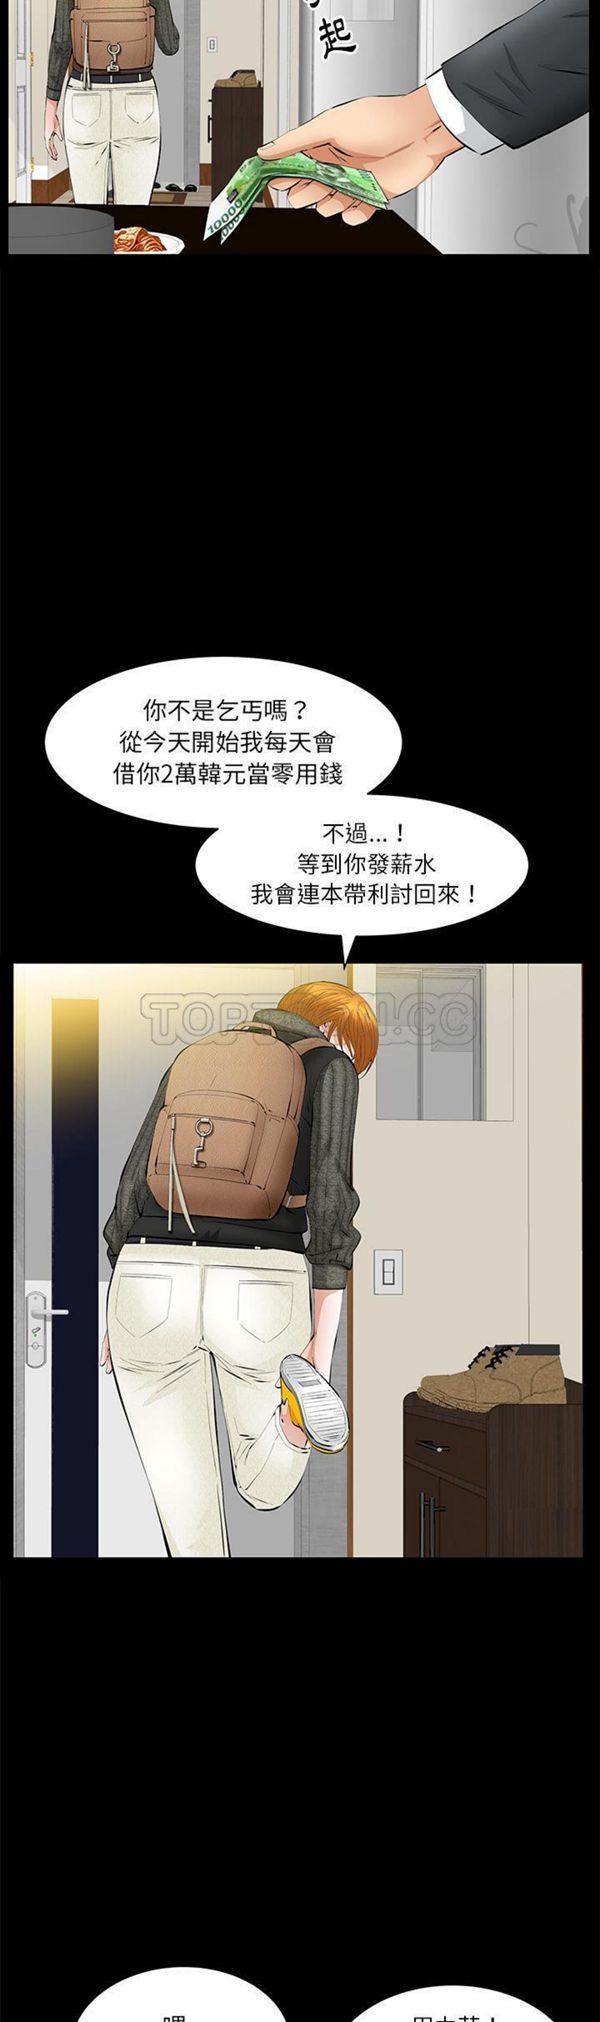 起
10000
你不是乞丐嗎？
從今天開始我每天會
借你2萬韓元當零用錢
不過...！
等到你發薪水
我會連本帶利討回來！